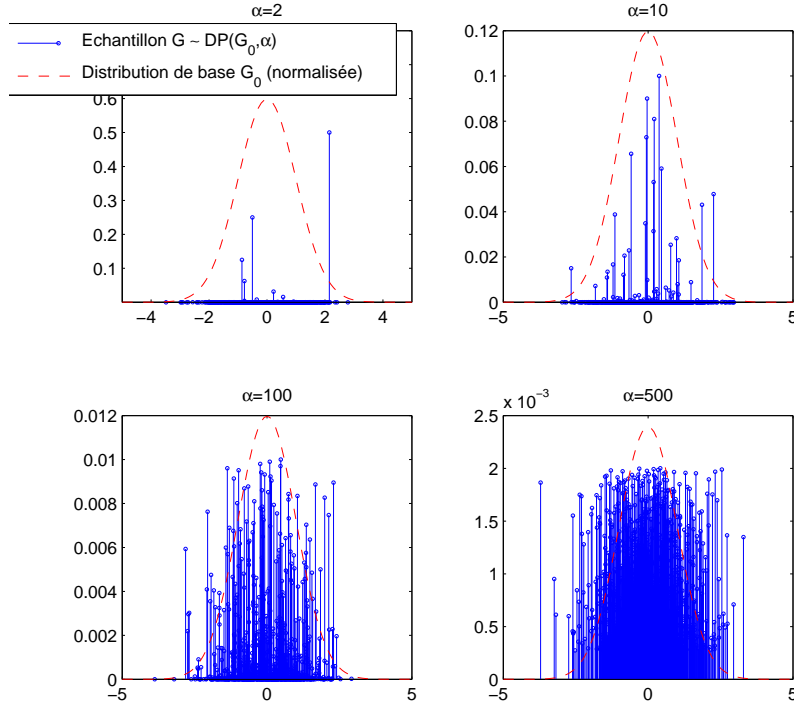 α=2
Echantillon G ~ DP(G_0,α)
Distribution de base G_0 (normalisée)
0.6
0.5
0.4
0.3
0.2
0.1
−4 −2 0 2 4
α=10
0.12
0.1
0.08
0.06
0.04
0.02
0
−5 0 5
α=100
0.012
0.01
0.008
0.006
0.004
0.002
0
−5 0 5
x 10^−3 α=500
2.5
2
1.5
1
0.5
0
−5 0 5